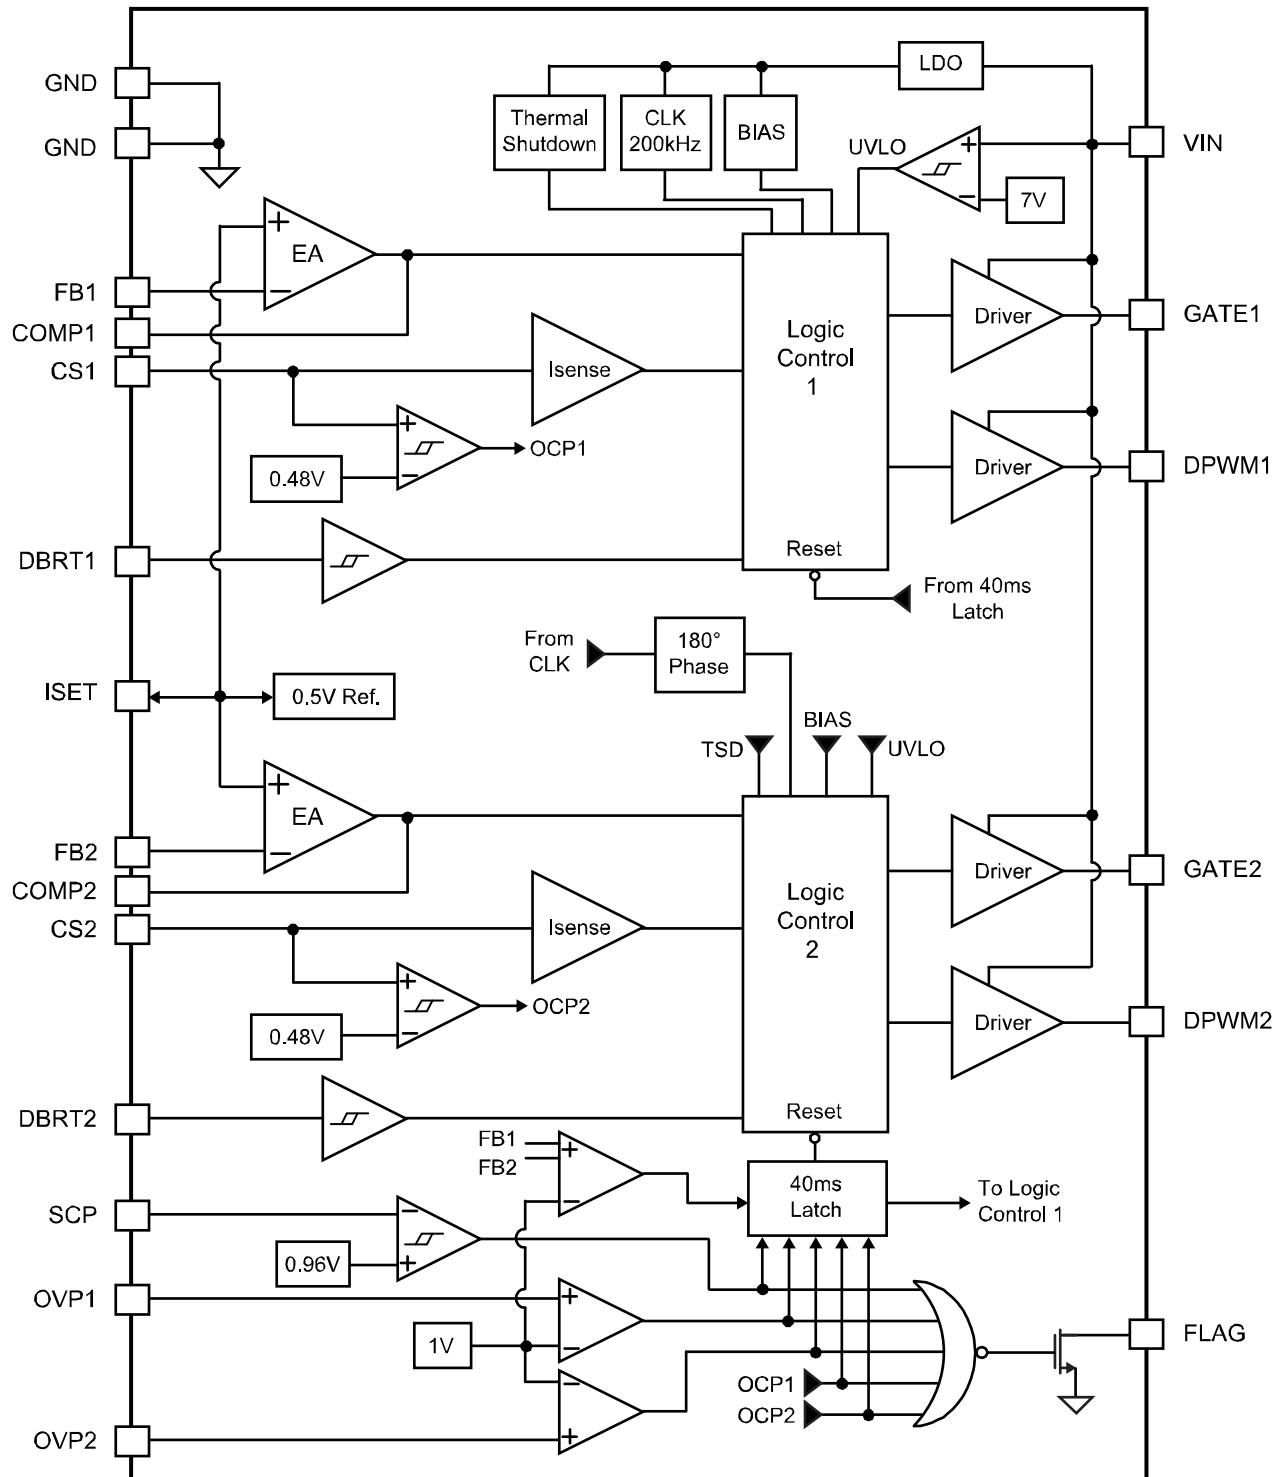 LDO
GND
Thermal
Shutdown
CLK
200kHz
BIAS
GND
UVLO
+
VIN
−
7V
+
EA
−
FB1
COMP1
CS1
Isense
Logic
Control
1
Driver
GATE1
+
−
OCP1
0.48V
Driver
DPWM1
DBRT1
Reset
From 40ms
Latch
From
CLK
180°
Phase
ISET
0.5V Ref.
TSD
BIAS
UVLO
+
EA
−
FB2
COMP2
CS2
Isense
Logic
Control
2
Driver
GATE2
+
−
OCP2
0.48V
Driver
DPWM2
DBRT2
Reset
FB1
FB2
+
−
40ms
Latch
To Logic
Control 1
SCP
−
+
0.96V
OVP1
+
−
1V
FLAG
OCP1
OCP2
−
+
OVP2